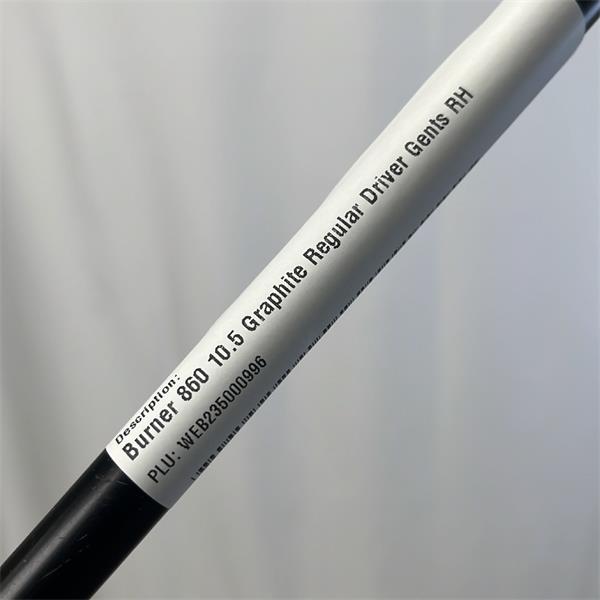 Description:
Burner 860 10.5 Graphite Regular Driver Gents RH
PLU: WEB235000996